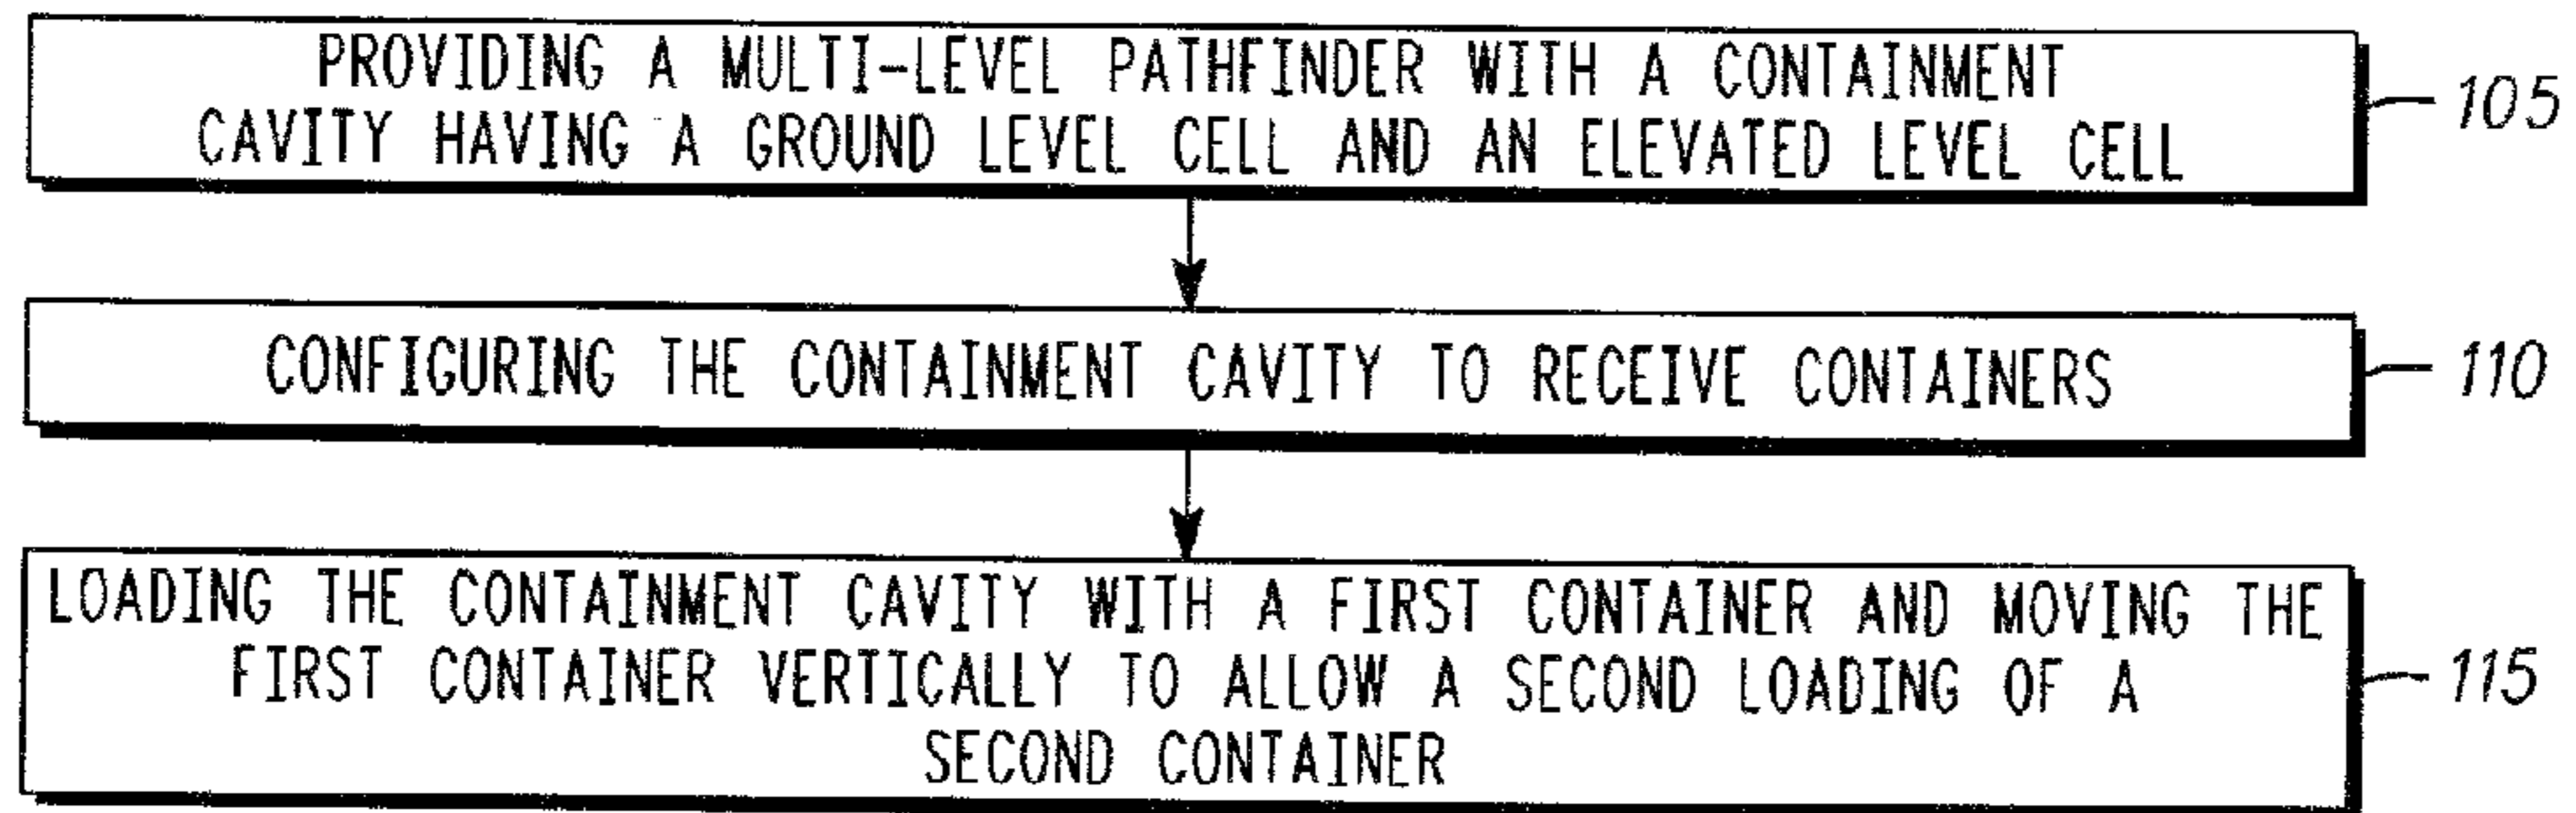 PROVIDING A MULTI-LEVEL PATHFINDER WITH A CONTAINMENT
CAVITY HAVING A GROUND LEVEL CELL AND AN ELEVATED LEVEL CELL
105
CONFIGURING THE CONTAINMENT CAVITY TO RECEIVE CONTAINERS
110
LOADING THE CONTAINMENT CAVITY WITH A FIRST CONTAINER AND MOVING THE
FIRST CONTAINER VERTICALLY TO ALLOW A SECOND LOADING OF A
SECOND CONTAINER
115